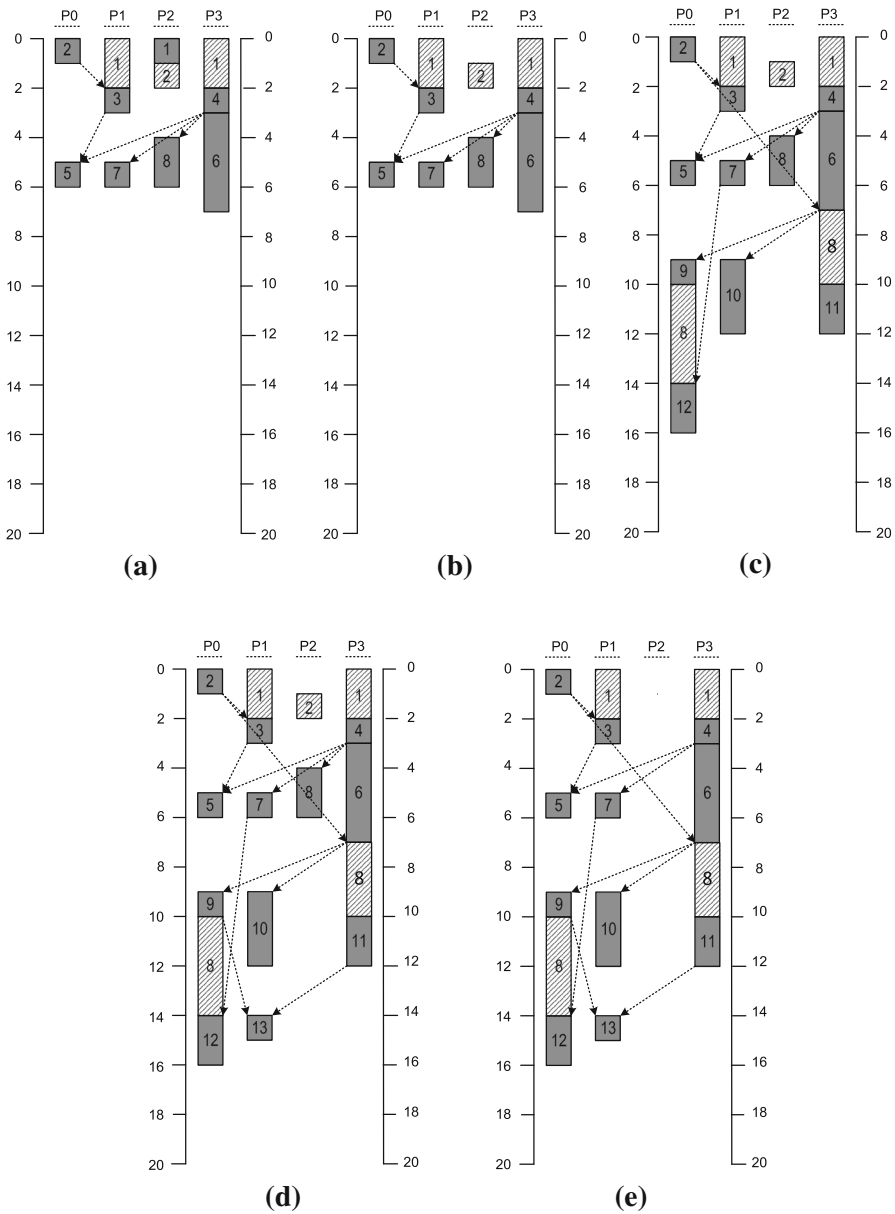 P0 P1 P2 P3 P0 P1 P2 P3 P0 P1 P2 P3
0 2 1 1 1 0 0 2 1 1 0 0 2 1 1 0
2 2 2 2 2 2 2 2 2
3 4 3 4 3 4
4 4 4 4 4 4
8 6 8 6 8 6
5 7 5 7 5 7
6 6 6 6 6 6
8 8 8 8 8 8 8
9
10 10 10 10 10 10 10
8 11
12 12 12 12 12 12
14 14 14 14 14 14
12
16 16 16 16 16 16
18 18 18 18 18 18
20 20 20 20 20 20
(a) (b) (c)
P0 P1 P2 P3 P0 P1 P2 P3
0 2 1 1 0 0 2 1 1 0
2
2 2 2 2
3 4 3 4
4 4 4 4
8 6 6
5 7 5 7
6 6 6 6
8 8 8 8 8 8
9 9
10 10 10 10 10 10
8 11 8 11
12 12 12 12
14 14 14 14
12 13 12 13
16 16 16 16
18 18 18 18
20 20 20 20
(d) (e)